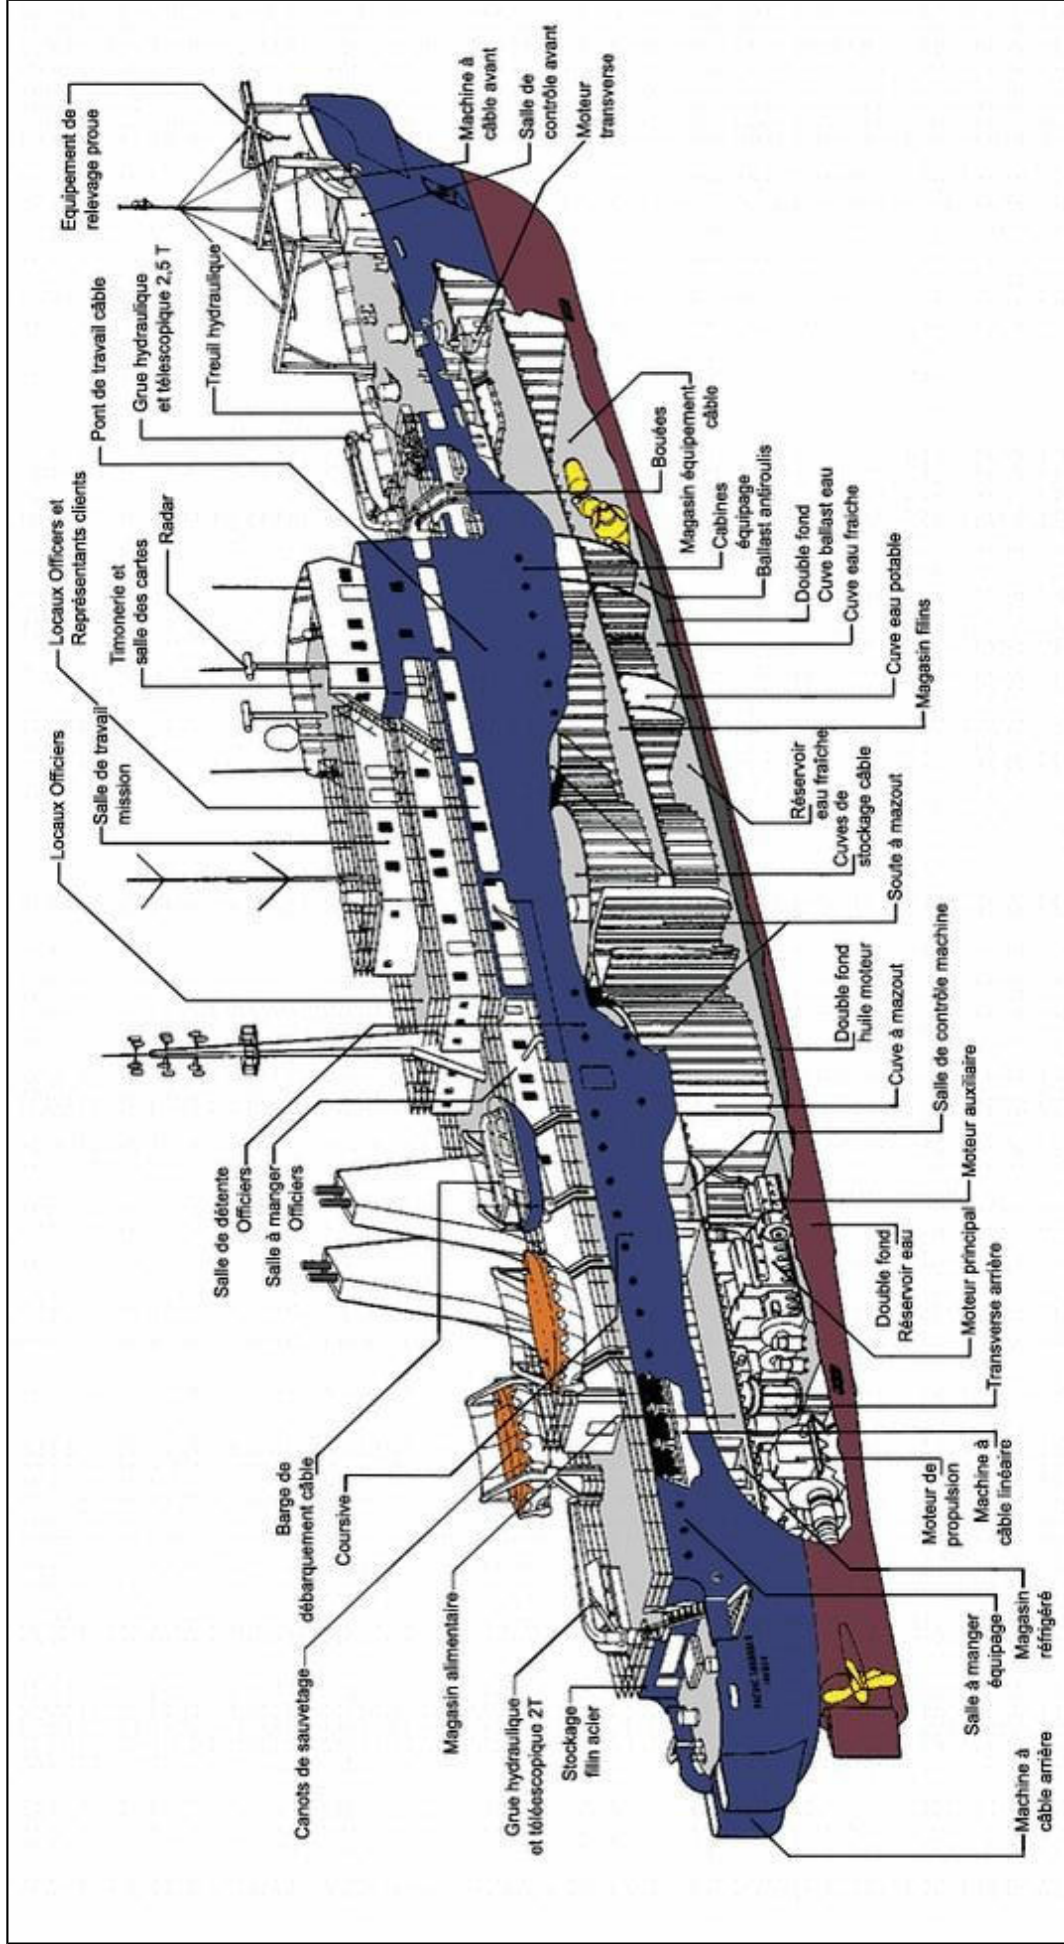 Equipement de
relevage proue
Pont de travail câble
Grue hydraulique
et télescopique 2,5 T
Treuil hydraulique
Machine à
câble avant
Salle de
contrôle avant
Moteur
transverse
Locaux Officers et
Représentants clients
Timonerie et
salle des cartes
Radar
Locaux Officiers
Salle de travail
mission
Salle de détente
Officiers
Salle à manger
Officiers
Barge de
débarquement câble
Coursive
Canots de sauvetage
Magasin alimentaire
Grue hydraulique
et téléescopique 2T
Stockage
filin acier
Bouées
Magasin équipement
câble
Cabines
équipage
Ballast antiroulis
Double fond
Cuve ballast eau
Cuve eau fraiche
Cuve eau potable
Magasin filins
Réservoir
eau fraîche
Cuves de
stockage câble
Soute à mazout
Double fond
huile moteur
Cuve à mazout
Salle de contrôle machine
Moteur auxiliaire
Double fond
Réservoir eau
Moteur principal
Transverse arrière
Moteur de
propulsion
Machine à
câble linéaire
Magasin
réfrigéré
Salle à manger
équipage
Machine à
câble arrière